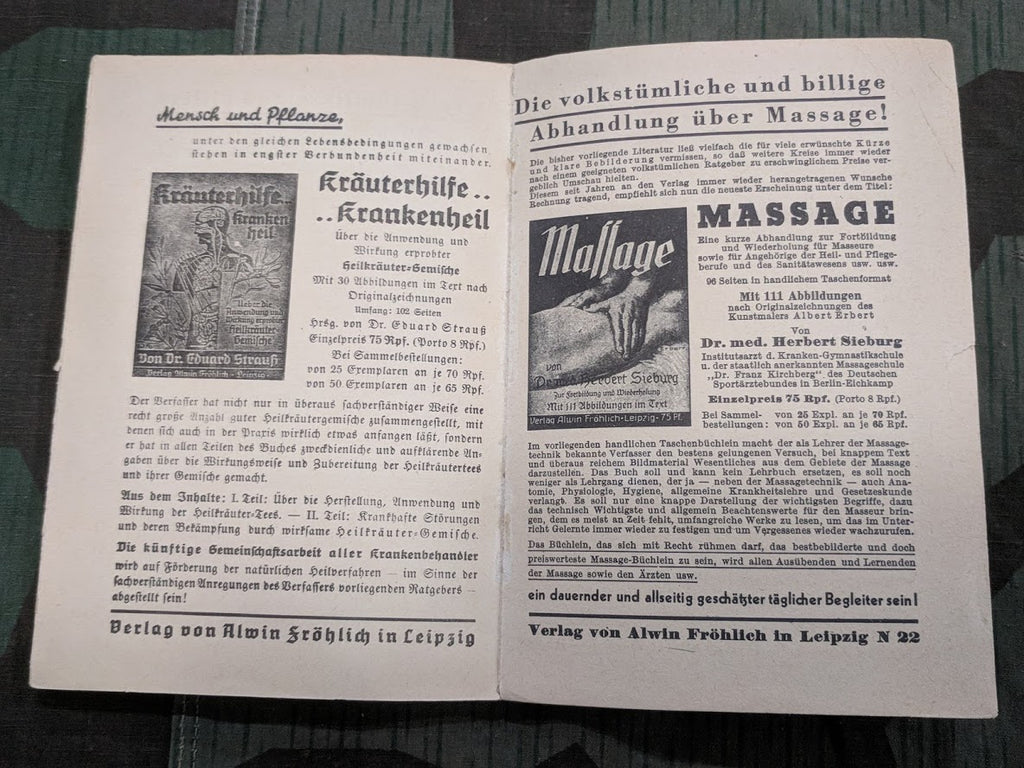 Mensch und Pflanze,
unter den gleichen Lebensbedingungen gewachsen,
stehen in engster Verbundenheit miteinander.
Kräuterhilfe..
Kranken
heil
Ueber die
Anwendung und
Wirkung erprobter
Heilkräuter-
Gemische
Von Dr. Eduard Strauß
Verlag Alwin Fröhlich - Leipzig -
Kräuterhilfe..
..Krankenheil
Über die Anwendung und
Wirkung erprobter
Heilkräuter-Gemische
Mit 30 Abbildungen im Text nach
Originalzeichnungen
Umfang: 102 Seiten
Hrsg. von Dr. Eduard Strauß
Einzelpreis 75 Rpf. (Porto 8 Rpf.)
Bei Sammelbestellungen:
von 25 Exemplaren an je 70 Rpf.
von 50 Exemplaren an je 65 Rpf.
Der Verfasser hat nicht nur in überaus sachverständiger Weise eine
recht große Anzahl guter Heilkräutergemische zusammengestellt, mit
denen sich auch in der Praxis wirklich etwas anfangen läßt, sondern
er hat in allen Teilen des Buches zweckdienliche und aufklärende An-
gaben über die Wirkungsweise und Zubereitung der Heilkräutertees
und ihrer Gemische gemacht.
Aus dem Inhalte: I. Teil: Über die Herstellung, Anwendung und
Wirkung der Heilkräuter-Tees. — II. Teil: Krankhafte Störungen
und deren Bekämpfung durch wirksame Heilkräuter-Gemische.
Die künftige Gemeinschaftsarbeit aller Krankenbehandler
wird auf Förderung der natürlichen Heilverfahren — im Sinne der
sachverständigen Anregungen des Verfassers vorliegenden Ratgebers —
abgestellt sein!
Verlag von Alwin Fröhlich in Leipzig
Die volkstümliche und billige
Abhandlung über Massage!
Die bisher vorliegende Literatur ließ vielfach die für viele erwünschte Kürze
und klare Bebilderung vermissen, so daß weitere Kreise immer wieder
nach einem geeigneten volkstümlichen Ratgeber zu erschwinglichem Preise ver-
geblich Umschau hielten.
Diesem seit Jahren an den Verlag immer wieder herangetragenen Wunsche
Rechnung tragend, empfiehlt sich nun die neueste Erscheinung unter dem Titel:
Massage
von
Dr. med. Herbert Sieburg
Zur Fortbildung und Wiederholung
Mit 111 Abbildungen im Text
Verlag Alwin Fröhlich-Leipzig-75 Pf.
MASSAGE
Eine kurze Abhandlung zur Fortbildung
und Wiederholung für Masseure
sowie für Angehörige der Heil- und Pflege-
berufe und des Sanitätswesens usw. usw.
96 Seiten in handlichem Taschenformat
Mit 111 Abbildungen
nach Originalzeichnungen des
Kunstmalers Albert Erbert
Von
Dr. med. Herbert Sieburg
Institutsarzt d. Kranken-Gymnastikschule
u. der staatlich anerkannten Massageschule
„Dr. Franz Kirchberg“ des Deutschen
Sportärztebundes in Berlin-Eichkamp
Einzelpreis 75 Rpf. (Porto 8 Rpf.)
Bei Sammel- von 25 Expl. an je 70 Rpf.
bestellungen: von 50 Expl. an je 65 Rpf.
Im vorliegenden handlichen Taschenbüchlein macht der als Lehrer der Massage-
technik bekannte Verfasser den bestens gelungenen Versuch, bei knappem Text
und überaus reichem Bildmaterial Wesentliches aus dem Gebiete der Massage
darzustellen. Das Buch soll und kann kein Lehrbuch ersetzen, es soll noch
weniger als Lehrgang dienen, der ja — neben der Massagetechnik — auch Ana-
tomie, Physiologie, Hygiene, allgemeine Krankheitslehre und Gesetzeskunde
verlangt. Es soll nur eine knappe Darstellung der wichtigsten Begriffe, dazu
das technisch Wichtigste und allgemein Beachtenswerte für den Masseur brin-
gen, dem es meist an Zeit fehlt, umfangreiche Werke zu lesen, um das im Unter-
richt Gelernte immer wieder zu festigen und um Vergessenes wieder wachzurufen.
Das Büchlein, das sich mit Recht rühmen darf, das bestbebilderte und doch
preiswerteste Massage-Büchlein zu sein, wird allen Ausübenden und Lernenden
der Massage sowie den Ärzten usw.
ein dauernder und allseitig geschätzter täglicher Begleiter sein!
Verlag von Alwin Fröhlich in Leipzig N 22